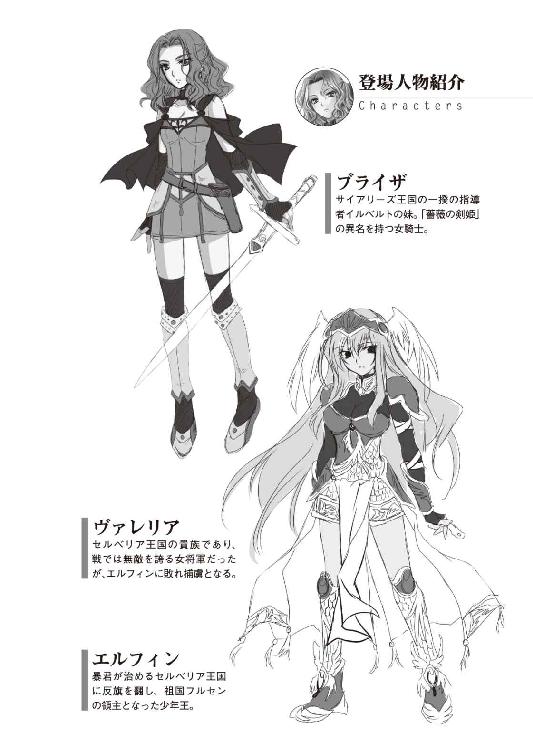 登場人物紹介
Characters
ブライザ
サイアリーズ王国の一揆の指導
者イルベルトの妹。「薔薇の剣姫」
の異名を持つ女騎士。
ヴァレリア
セルベリア王国の貴族であり、
戦では無敵を誇る女将軍だった
が、エルフィンに敗れ捕虜となる。
エルフィン
暴君が治めるセルベリア王国
に反旗を翻し、祖国フルセン
の領主となった少年王。